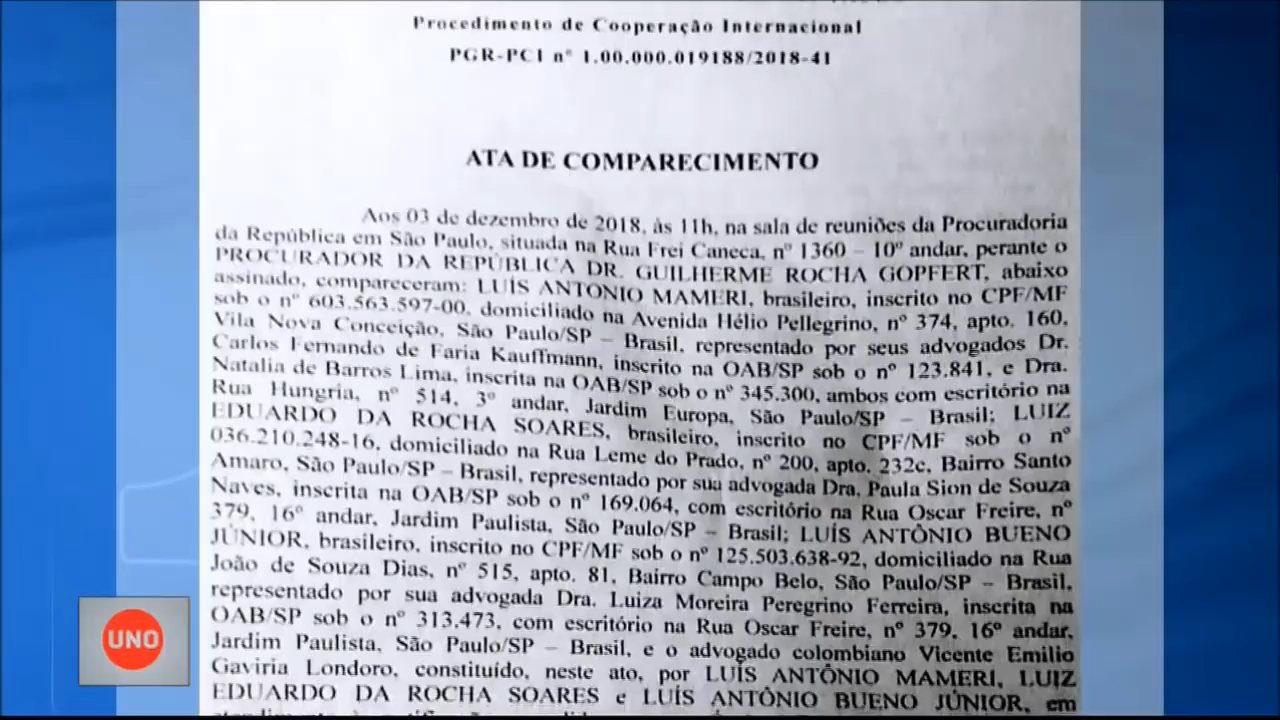 Procedimento de Cooperação Internacional
PGR-PCI nº 1.00.000.019188/2018-41
ATA DE COMPARECIMENTO
Aos 03 de dezembro de 2018, às 11h, na sala de reuniões da Procuradoria
da República em São Paulo, situada na Rua Frei Caneca, nº 1360 – 10º andar, perante o
PROCURADOR DA REPÚBLICA DR. GUILHERME ROCHA GOPFERT, abaixo
assinado, compareceram: LUÍS ANTONIO MAMERI, brasileiro, inscrito no CPF/MF
sob o nº 603.563.597-00, domiciliado na Avenida Hélio Pellegrino, nº 374, apto. 160,
Vila Nova Conceição, São Paulo/SP – Brasil, representado por seus advogados Dr.
Carlos Fernando de Faria Kauffmann, inscrito na OAB/SP sob o nº 123.841, e Dra.
Natalia de Barros Lima, inscrita na OAB/SP sob o nº 345.300, ambos com escritório na
Rua Hungria, nº 514, 3º andar, Jardim Europa, São Paulo/SP – Brasil; LUIZ
EDUARDO DA ROCHA SOARES, brasileiro, inscrito no CPF/MF sob o nº
036.210.248-16, domiciliado na Rua Leme do Prado, nº 200, apto. 232c, Bairro Santo
Amaro, São Paulo/SP – Brasil, representado por sua advogada Dra. Paula Sion de Souza
Naves, inscrita na OAB/SP sob o nº 169.064, com escritório na Rua Oscar Freire, nº
379, 16º andar, Jardim Paulista, São Paulo/SP – Brasil; LUÍS ANTÔNIO BUENO
JÚNIOR, brasileiro, inscrito no CPF/MF sob o nº 125.503.638-92, domiciliado na Rua
João de Souza Dias, nº 515, apto. 81, Bairro Campo Belo, São Paulo/SP – Brasil,
representado por sua advogada Dra. Luiza Moreira Peregrino Ferreira, inscrita na
OAB/SP sob o nº 313.473, com escritório na Rua Oscar Freire, nº 379, 16º andar,
Jardim Paulista, São Paulo/SP – Brasil, e o advogado colombiano Vicente Emilio
Gaviria Londoro, constituído, neste ato, por LUÍS ANTÔNIO MAMERI, LUIZ
EDUARDO DA ROCHA SOARES e LUÍS ANTÔNIO BUENO JÚNIOR, em
UNO